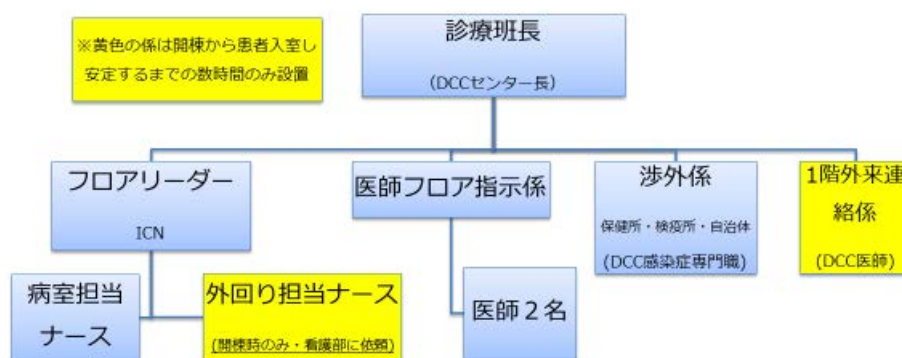 ※黄色の係は開棟から患者入室し
安定するまでの数時間のみ設置
診療班長
(DCCセンター長)
フロアリーダー
ICN
医師フロア指示係
渉外係
保健所・検疫所・自治体
(DCC感染症専門職)
1階外来連
絡係
(DCC医師)
病室担当
ナース
外回り担当ナース
(開棟時のみ・看護部に依頼)
医師２名